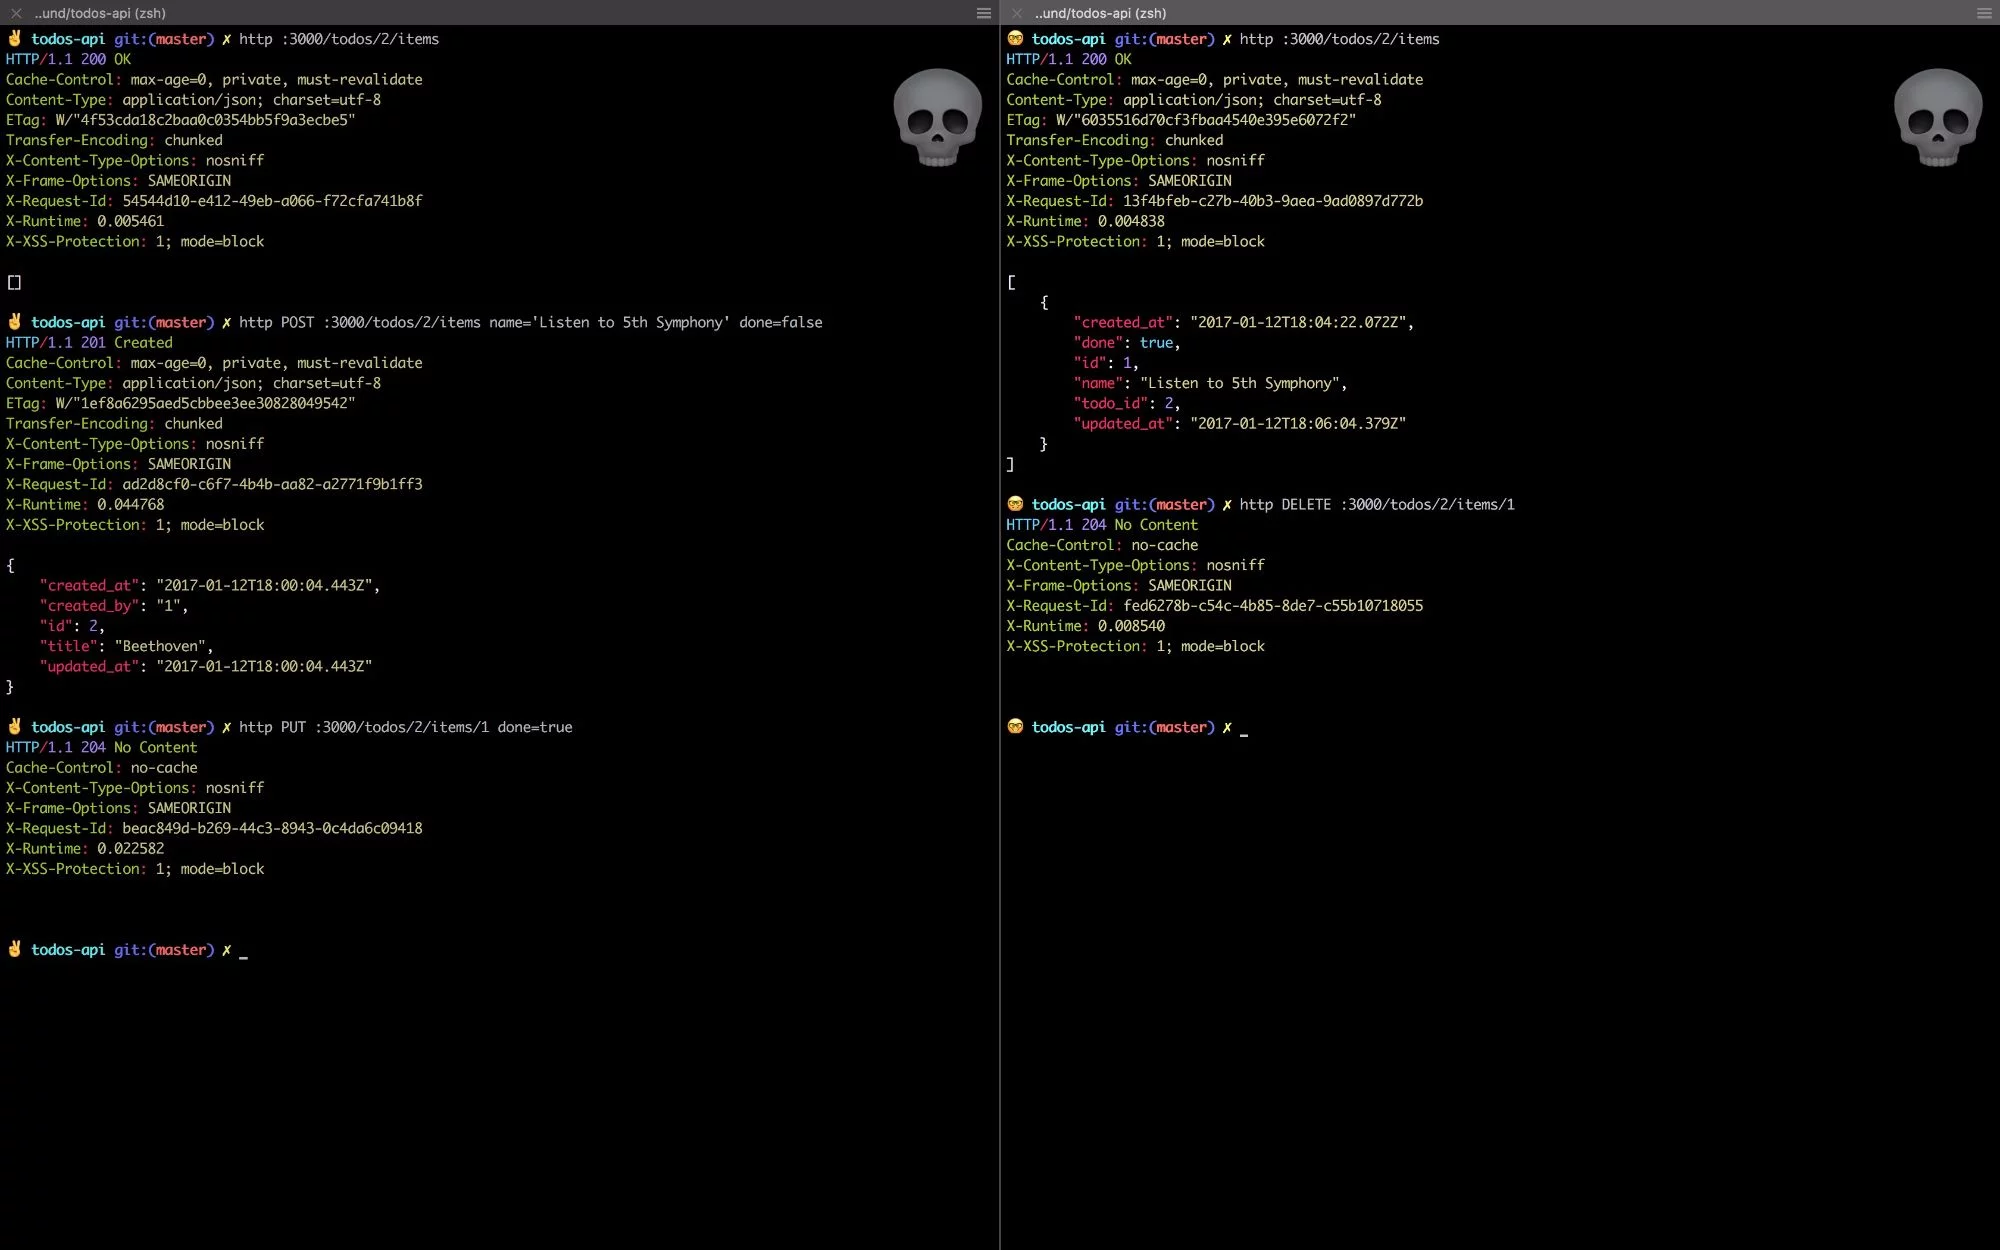 ..und/todos-api (zsh)
✌ todos-api git:(master) ✗ http :3000/todos/2/items
HTTP/1.1 200 OK
Cache-Control: max-age=0, private, must-revalidate
Content-Type: application/json; charset=utf-8
ETag: W/"4f53cda18c2baa0c0354bb5f9a3ecbe5"
Transfer-Encoding: chunked
X-Content-Type-Options: nosniff
X-Frame-Options: SAMEORIGIN
X-Request-Id: 54544d10-e412-49eb-a066-f72cfa741b8f
X-Runtime: 0.005461
X-XSS-Protection: 1; mode=block
[]
✌ todos-api git:(master) ✗ http POST :3000/todos/2/items name='Listen to 5th Symphony' done=false
HTTP/1.1 201 Created
Cache-Control: max-age=0, private, must-revalidate
Content-Type: application/json; charset=utf-8
ETag: W/"1ef8a6295aed5cbbee3ee30828049542"
Transfer-Encoding: chunked
X-Content-Type-Options: nosniff
X-Frame-Options: SAMEORIGIN
X-Request-Id: ad2d8cf0-c6f7-4b4b-aa82-a2771f9b1ff3
X-Runtime: 0.044768
X-XSS-Protection: 1; mode=block
{
    "created_at": "2017-01-12T18:00:04.443Z",
    "created_by": "1",
    "id": 2,
    "title": "Beethoven",
    "updated_at": "2017-01-12T18:00:04.443Z"
}
✌ todos-api git:(master) ✗ http PUT :3000/todos/2/items/1 done=true
HTTP/1.1 204 No Content
Cache-Control: no-cache
X-Content-Type-Options: nosniff
X-Frame-Options: SAMEORIGIN
X-Request-Id: beac849d-b269-44c3-8943-0c4da6c09418
X-Runtime: 0.022582
X-XSS-Protection: 1; mode=block
✌ todos-api git:(master) ✗ _
..und/todos-api (zsh)
🤓 todos-api git:(master) ✗ http :3000/todos/2/items
HTTP/1.1 200 OK
Cache-Control: max-age=0, private, must-revalidate
Content-Type: application/json; charset=utf-8
ETag: W/"6035516d70cf3fbaa4540e395e6072f2"
Transfer-Encoding: chunked
X-Content-Type-Options: nosniff
X-Frame-Options: SAMEORIGIN
X-Request-Id: 13f4bfeb-c27b-40b3-9aea-9ad0897d772b
X-Runtime: 0.004838
X-XSS-Protection: 1; mode=block
[
    {
        "created_at": "2017-01-12T18:04:22.072Z",
        "done": true,
        "id": 1,
        "name": "Listen to 5th Symphony",
        "todo_id": 2,
        "updated_at": "2017-01-12T18:06:04.379Z"
    }
]
🤓 todos-api git:(master) ✗ http DELETE :3000/todos/2/items/1
HTTP/1.1 204 No Content
Cache-Control: no-cache
X-Content-Type-Options: nosniff
X-Frame-Options: SAMEORIGIN
X-Request-Id: fed6278b-c54c-4b85-8de7-c55b10718055
X-Runtime: 0.008540
X-XSS-Protection: 1; mode=block
🤓 todos-api git:(master) ✗ _